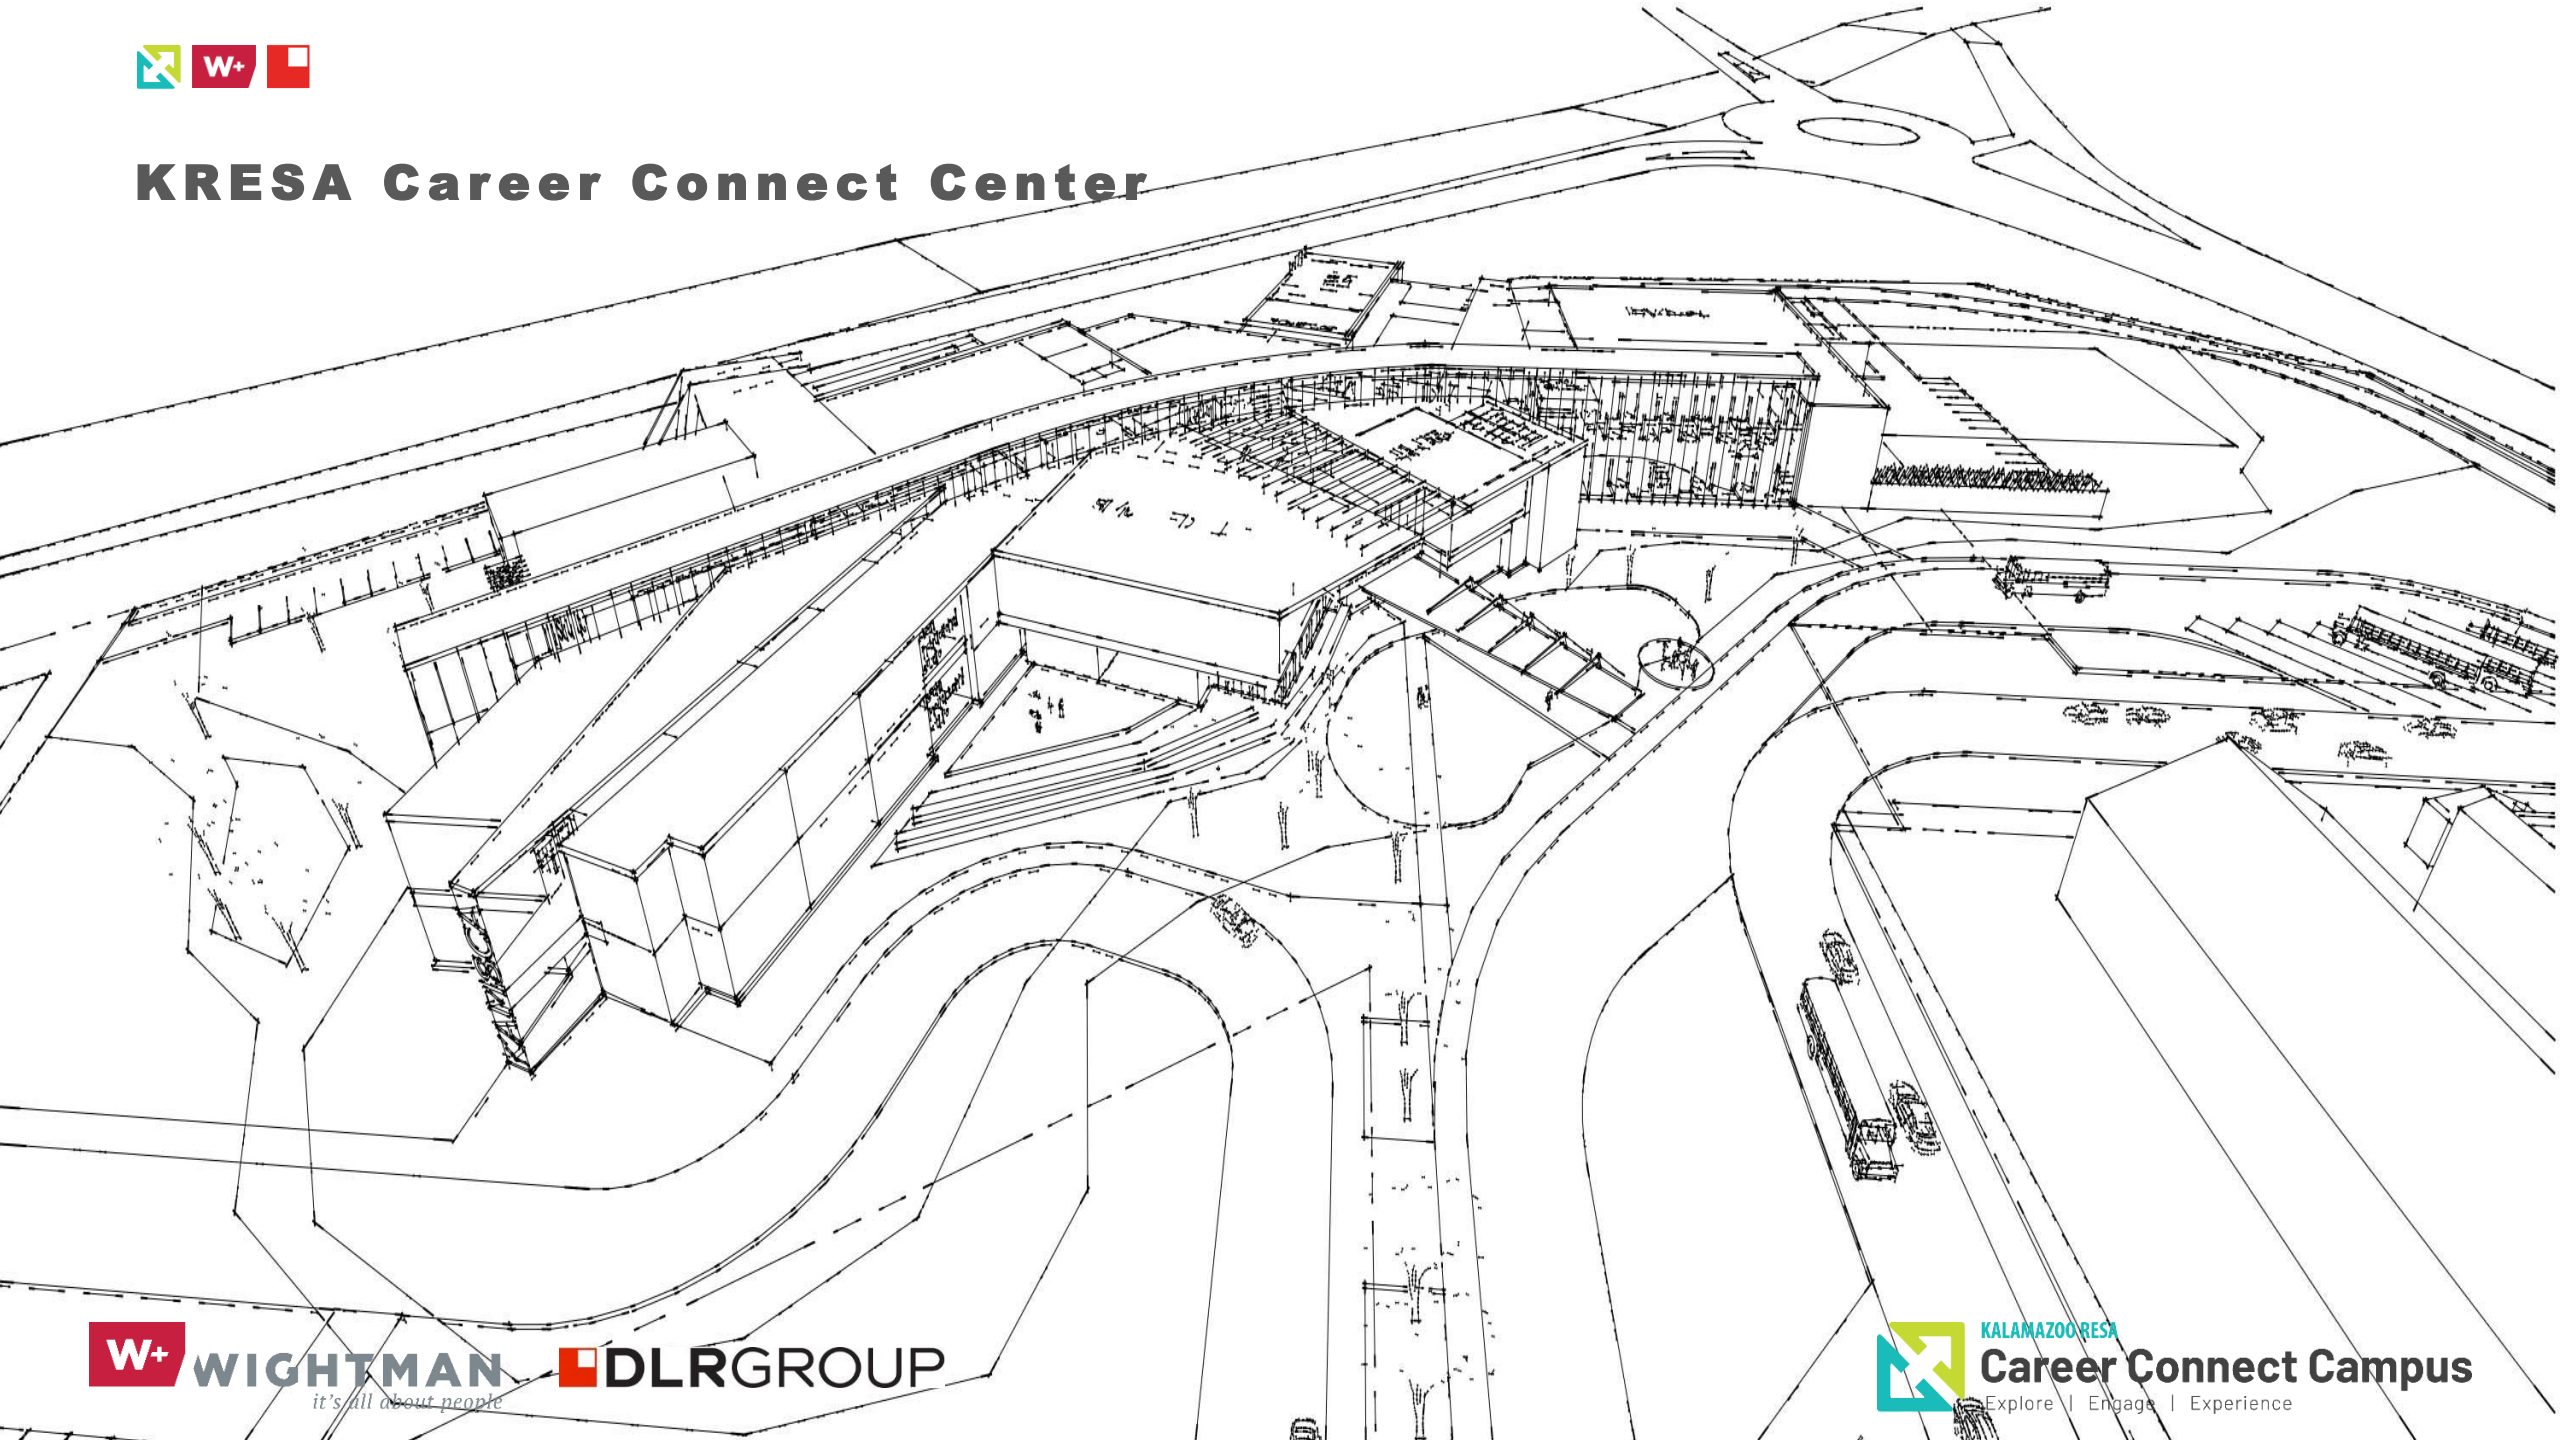 W+
KRESA Career Connect Center
W+ WIGHTMAN
it's all about people
DLRGROUP
KALAMAZOO RESA
Career Connect Campus
Explore | Engage | Experience